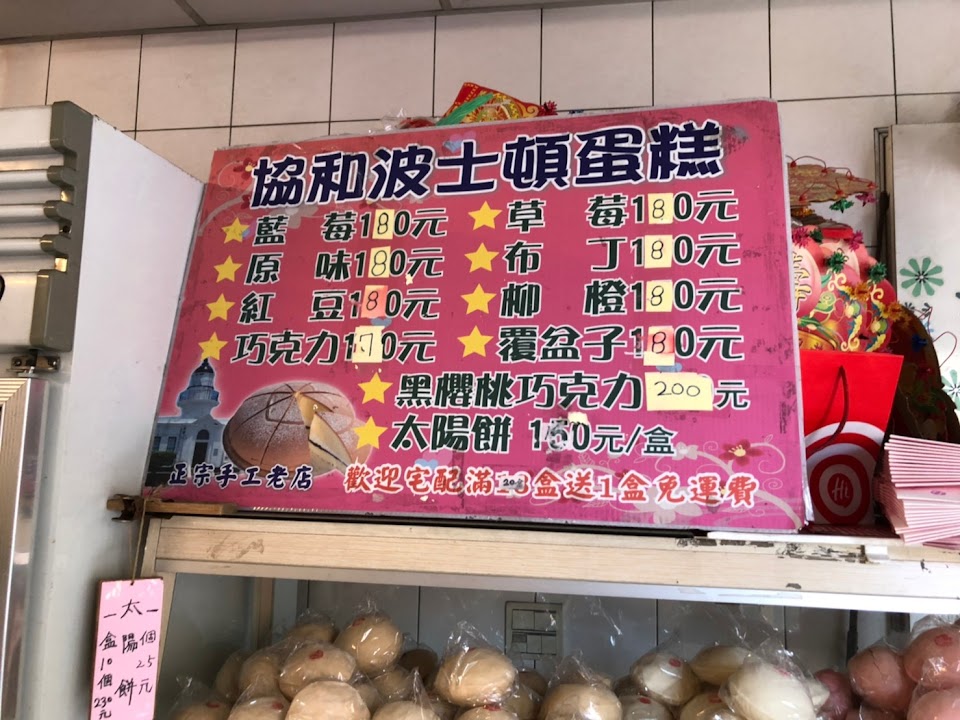 協和波士頓蛋糕
藍莓180元 草莓180元
原味180元 布丁180元
紅豆180元 柳橙180元
巧克力170元 覆盆子180元
黑櫻桃巧克力200元
太陽餅 150元/盒
正宗手工老店 歡迎宅配滿20盒送1盒免運費
一個25元
太陽餅
一盒10個230元